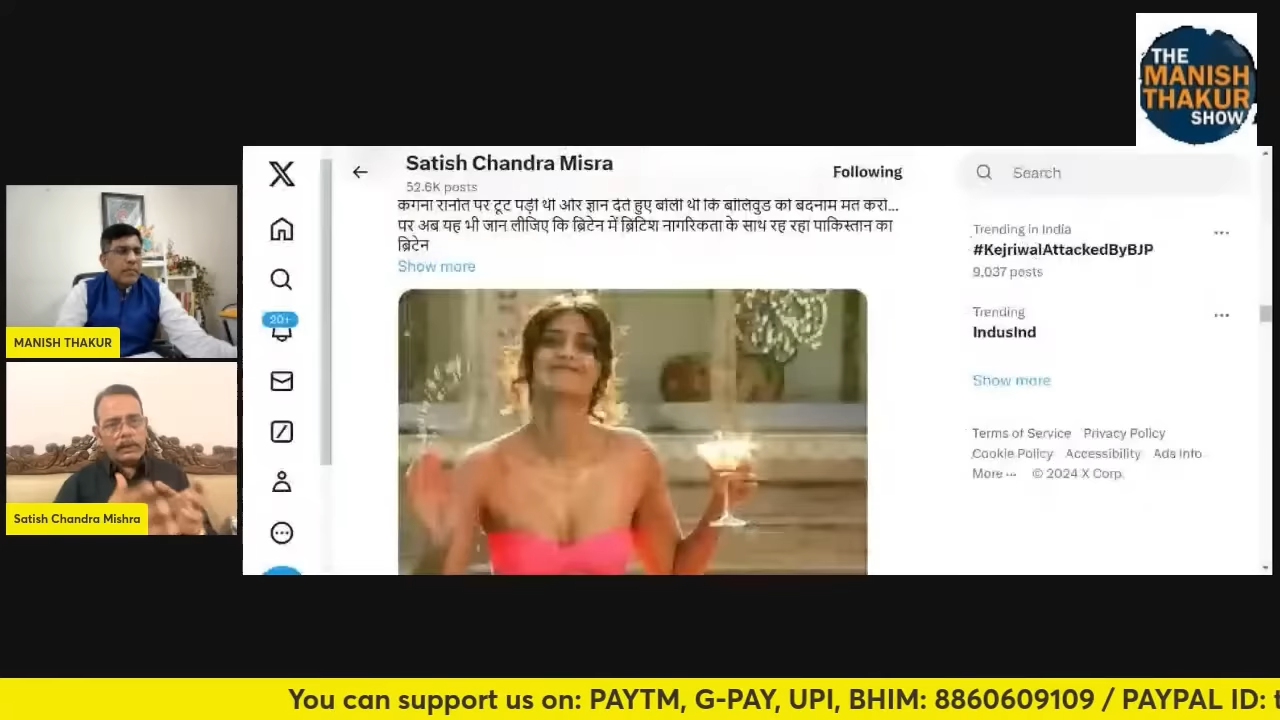 THE
MANISH
THAKUR
SHOW
Satish Chandra Misra
52.6K posts
Following
Search
कंगना रानौत पर टूट पड़ी थी और ज्ञान देते हुए बोली थी कि बॉलिवुड को बदनाम मत करो...
पर अब यह भी जान लीजिए कि ब्रिटेन में ब्रिटिश नागरिकता के साथ रह रहा पाकिस्तान का
ब्रिटेन
Show more
Trending in India
#KejriwalAttackedByBJP
9,037 posts
Trending
IndusInd
Show more
Terms of Service Privacy Policy
Cookie Policy Accessibility Ads info
More ··· © 2024 X Corp.
20+
MANISH THAKUR
Satish Chandra Mishra
You can support us on: PAYTM, G-PAY, UPI, BHIM: 8860609109 / PAYPAL ID: